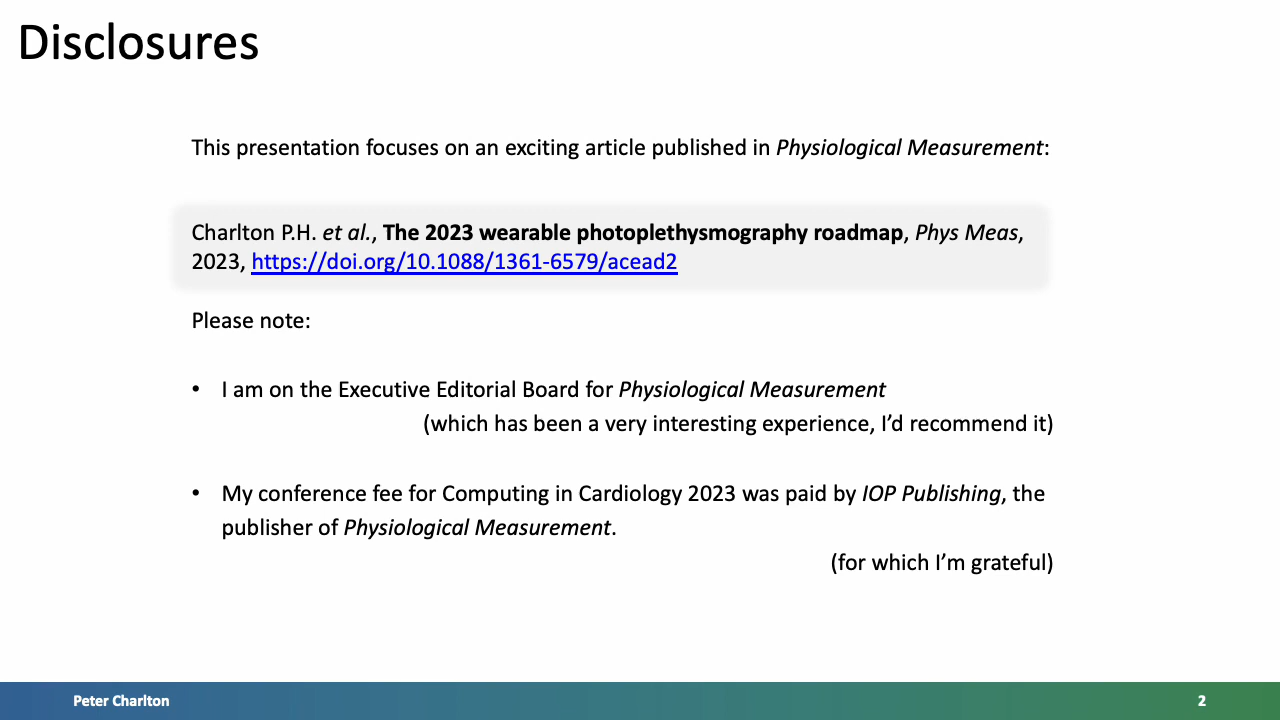 Disclosures
This presentation focuses on an exciting article published in Physiological Measurement:
Charlton P.H. et al., The 2023 wearable photoplethysmography roadmap, Phys Meas,
2023, https://doi.org/10.1088/1361-6579/acead2
Please note:
• I am on the Executive Editorial Board for Physiological Measurement
(which has been a very interesting experience, I’d recommend it)
• My conference fee for Computing in Cardiology 2023 was paid by IOP Publishing, the
publisher of Physiological Measurement.
(for which I’m grateful)
Peter Charlton 2